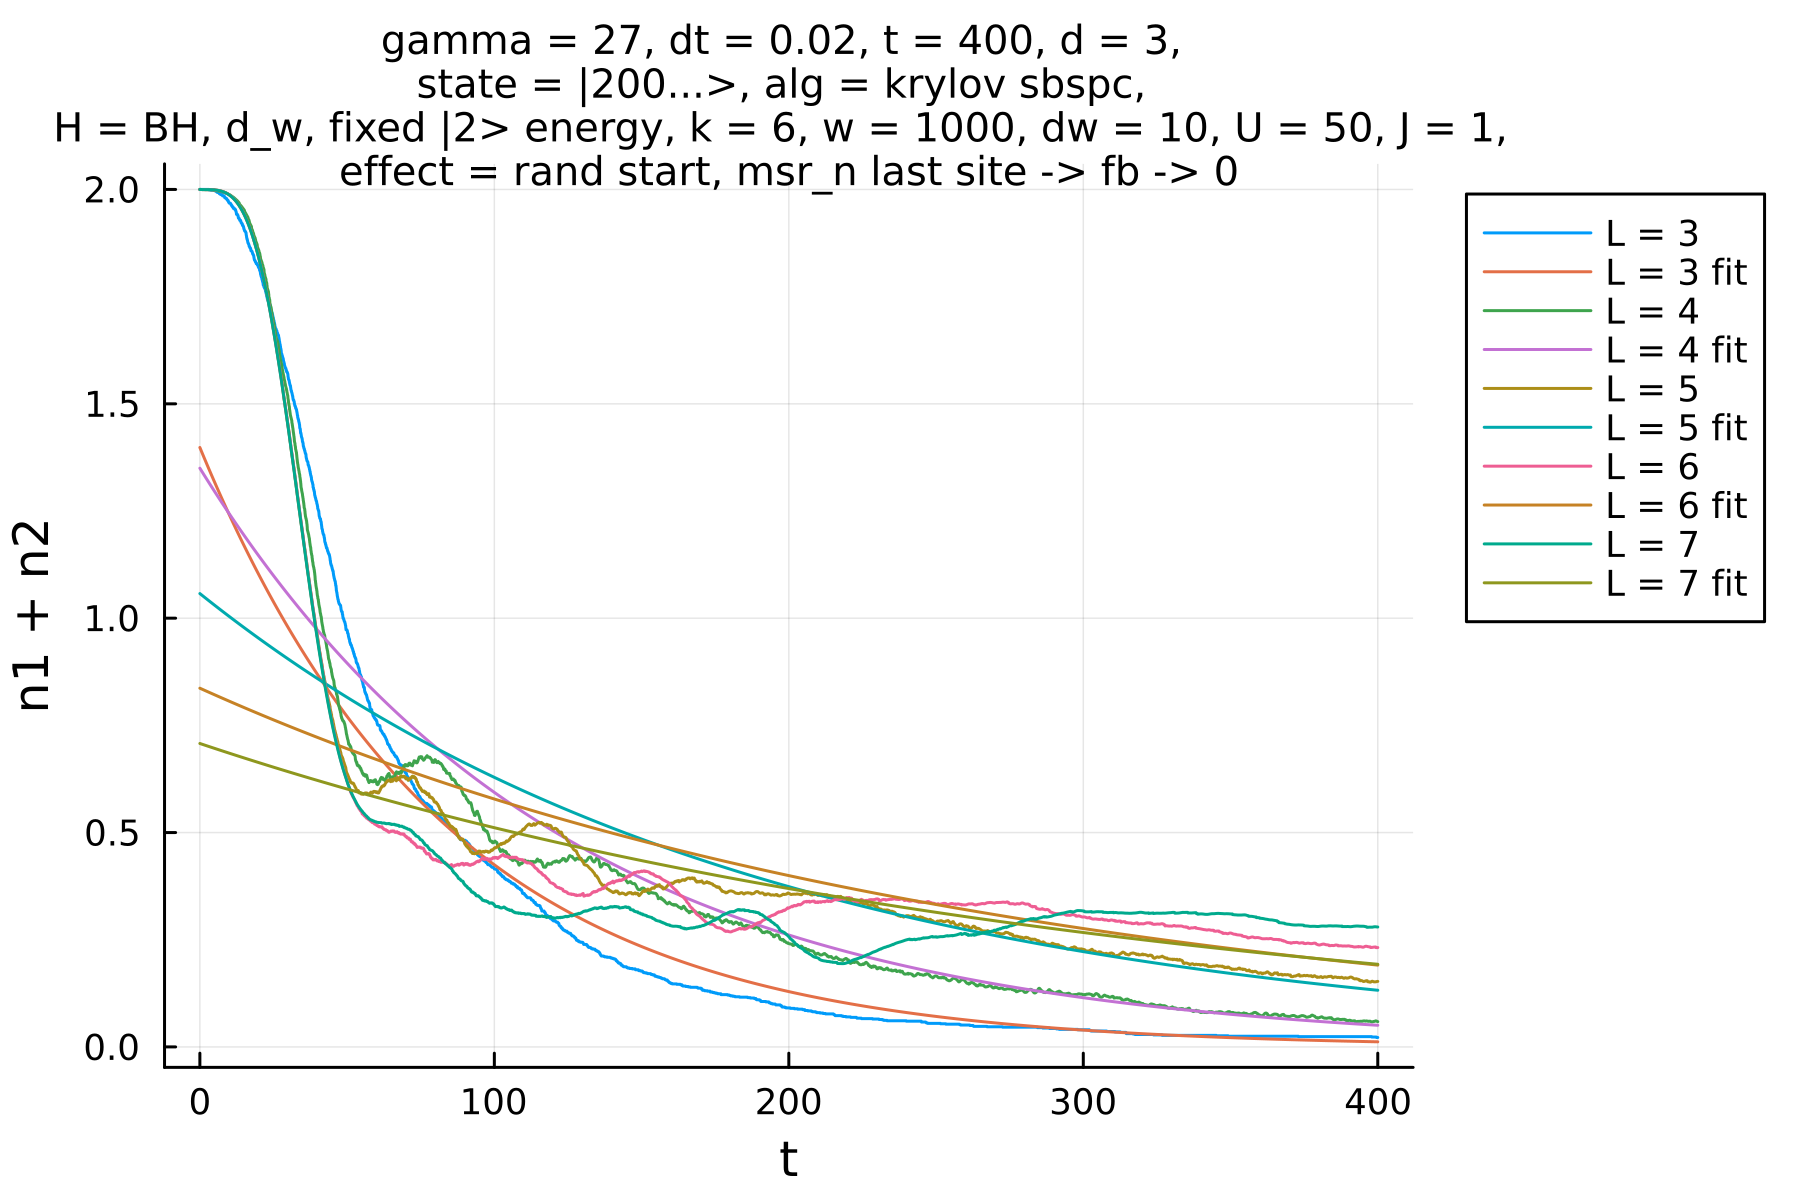 gamma = 27, dt = 0.02, t = 400, d = 3,
state = |200...>, alg = krylov sbspc,
H = BH, d_w, fixed |2> energy, k = 6, w = 1000, dw = 10, U = 50, J = 1,
effect = rand start, msr_n last site -> fb -> 0
2.0
1.5
1.0
0.5
0.0
n1 + n2
0 100 200 300 400
t
L = 3
L = 3 fit
L = 4
L = 4 fit
L = 5
L = 5 fit
L = 6
L = 6 fit
L = 7
L = 7 fit